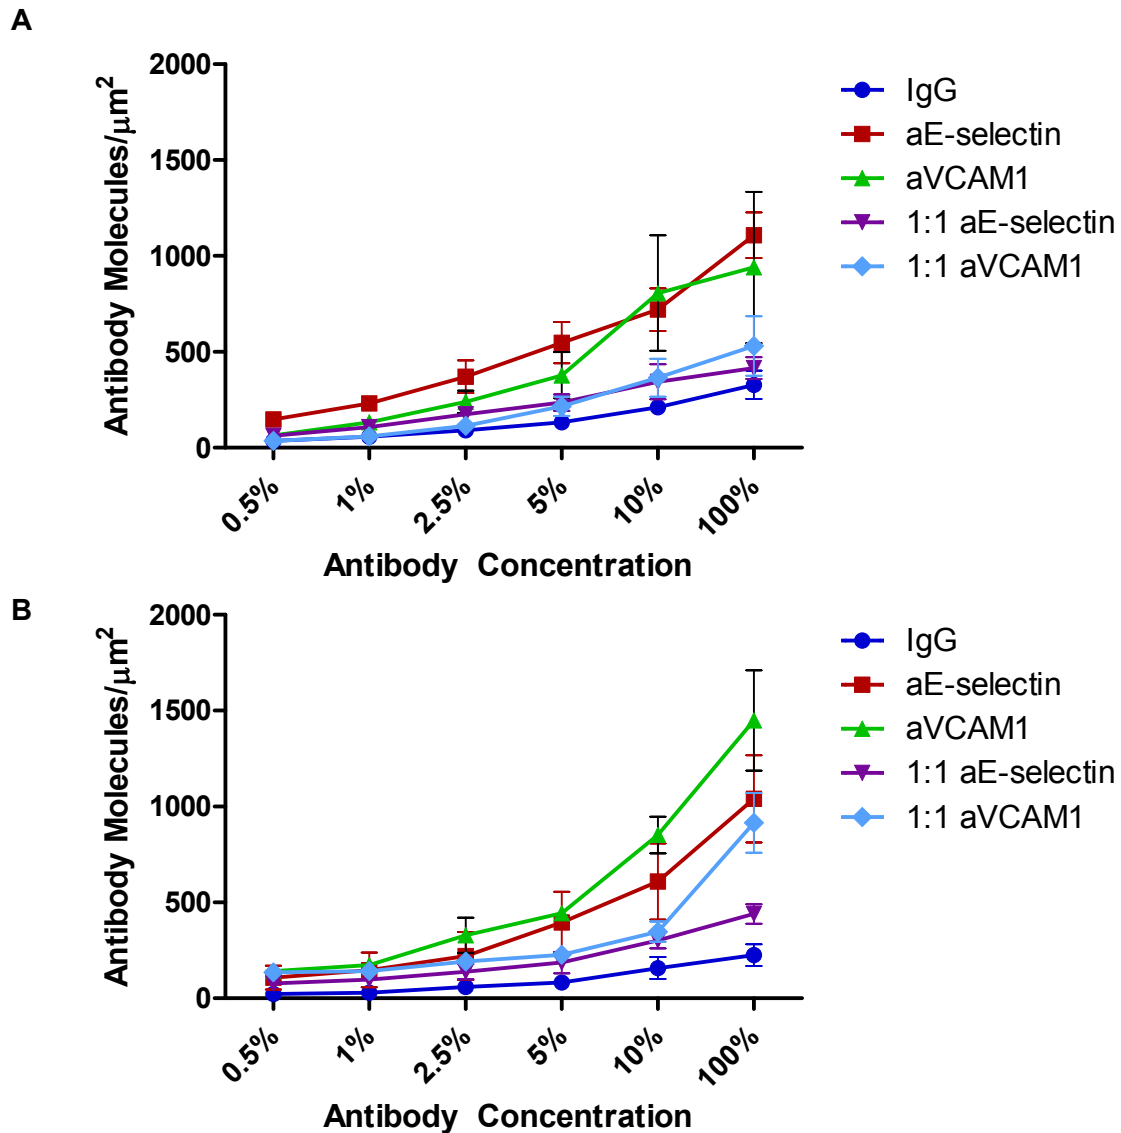 A
Antibody Molecules/μm²
2000
1500
1000
500
0
0.5%
1%
2.5%
5%
10%
100%
Antibody Concentration
IgG
aE-selectin
aVCAM1
1:1 aE-selectin
1:1 aVCAM1
B
Antibody Molecules/μm²
2000
1500
1000
500
0
0.5%
1%
2.5%
5%
10%
100%
Antibody Concentration
IgG
aE-selectin
aVCAM1
1:1 aE-selectin
1:1 aVCAM1